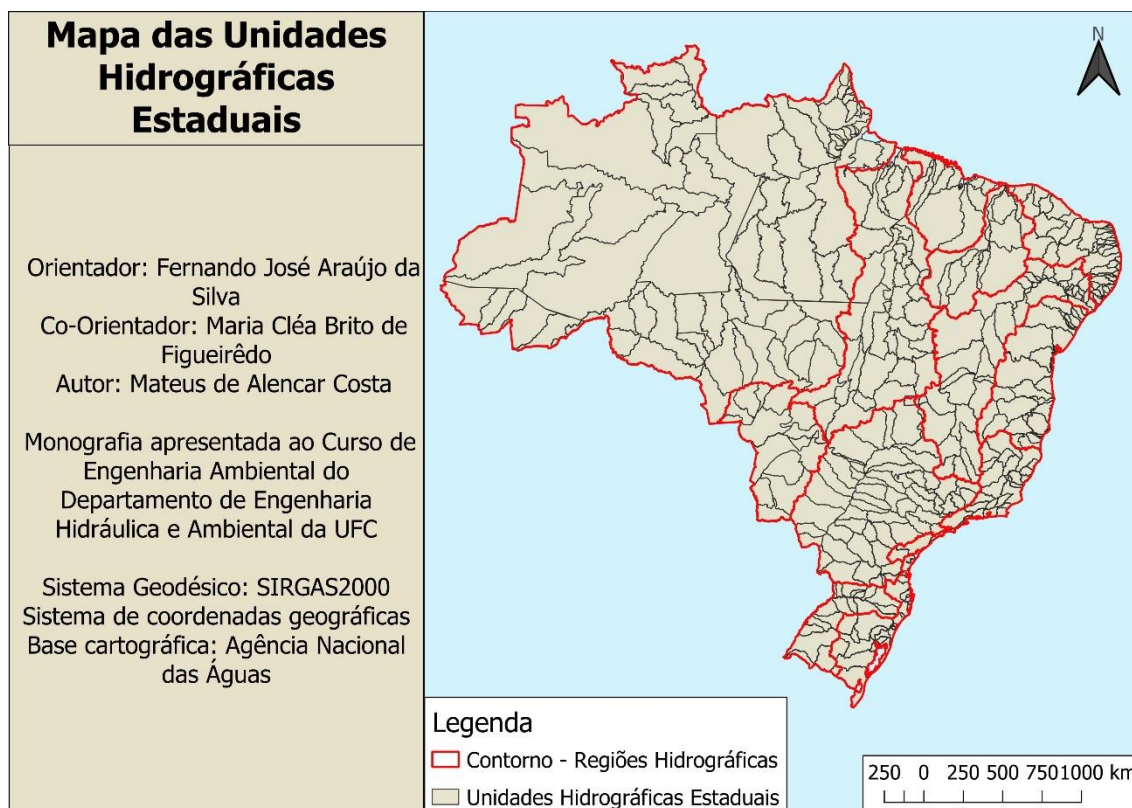 Mapa das Unidades
Hidrográficas
Estaduais
Orientador: Fernando José Araújo da
Silva
Co-Orientador: Maria Cléa Brito de
Figueirêdo
Autor: Mateus de Alencar Costa
Monografia apresentada ao Curso de
Engenharia Ambiental do
Departamento de Engenharia
Hidráulica e Ambiental da UFC
Sistema Geodésico: SIRGAS2000
Sistema de coordenadas geográficas
Base cartográfica: Agência Nacional
das Águas
N
Legenda
Contorno - Regiões Hidrográficas
Unidades Hidrográficas Estaduais
250 0 250 500 750 1000 km